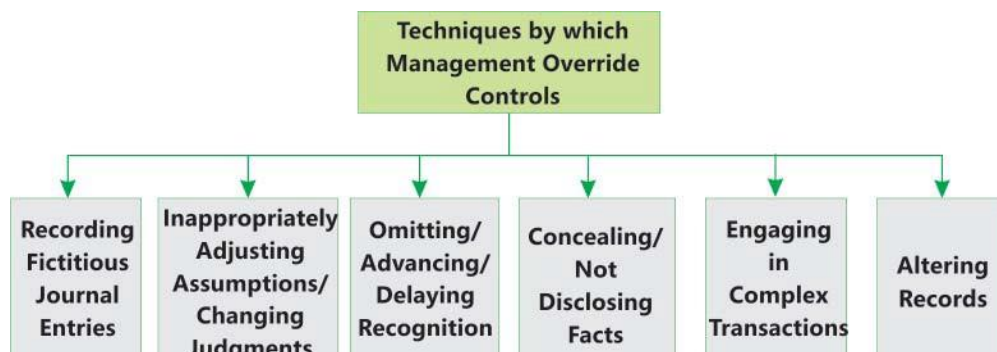 Techniques by which
Management Override
Controls
Recording
Fictitious
Journal
Entries
Inappropriately
Adjusting
Assumptions/
Changing
Judgments
Omitting/
Advancing/
Delaying
Recognition
Concealing/
Not
Disclosing
Facts
Engaging
in
Complex
Transactions
Altering
Records